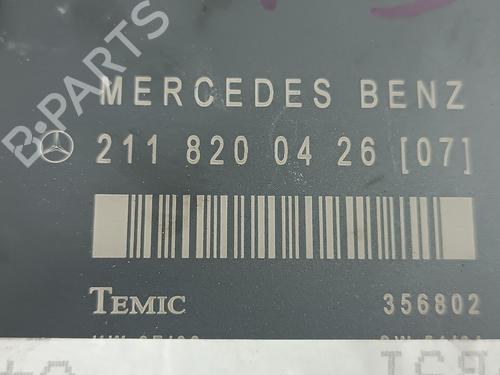 MERCEDES BENZ
211 820 04 26 [07]
TEMIC 356802
B-PARTS